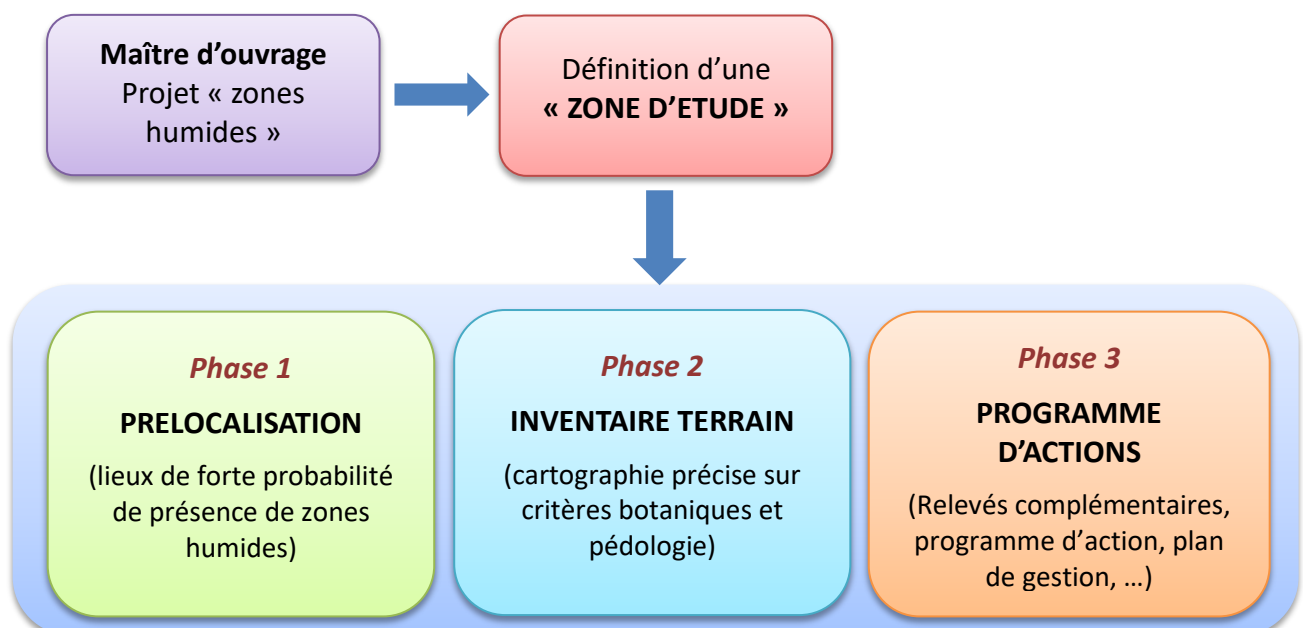 Maître d’ouvrage
Projet « zones
humides »
Définition d’une
« ZONE D’ETUDE »
Phase 1
PRELOCALISATION
(lieux de forte probabilité
de présence de zones
humides)
Phase 2
INVENTAIRE TERRAIN
(cartographie précise sur
critères botaniques et
pédologie)
Phase 3
PROGRAMME
D’ACTIONS
(Relevés complémentaires,
programme d’action, plan
de gestion, …)